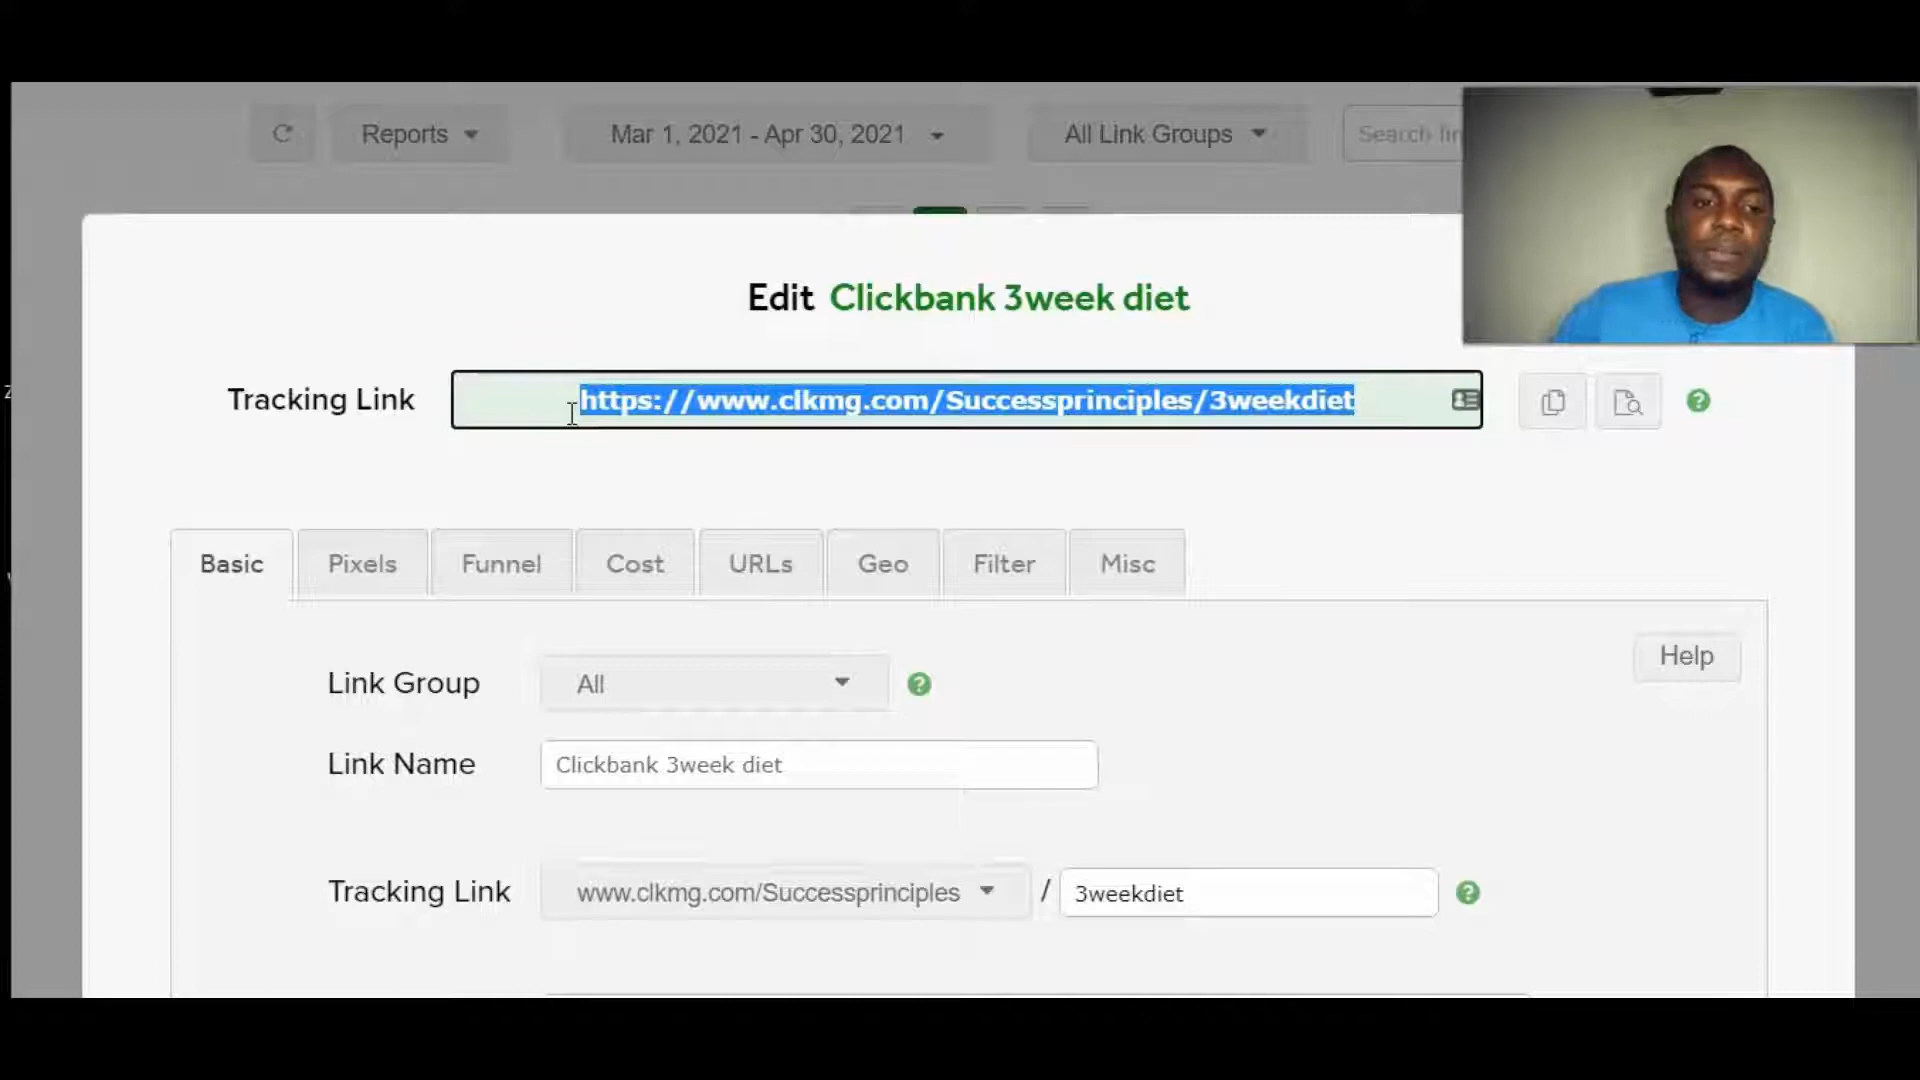 Reports
Mar 1, 2021 - Apr 30, 2021
All Link Groups
Search
Edit Clickbank 3week diet
Tracking Link
https://www.clkmg.com/Successprinciples/3weekdiet
?
Basic
Pixels
Funnel
Cost
URLs
Geo
Filter
Misc
Help
Link Group
All
?
Link Name
Clickbank 3week diet
Tracking Link
www.clkmg.com/Successprinciples
/
3weekdiet
?